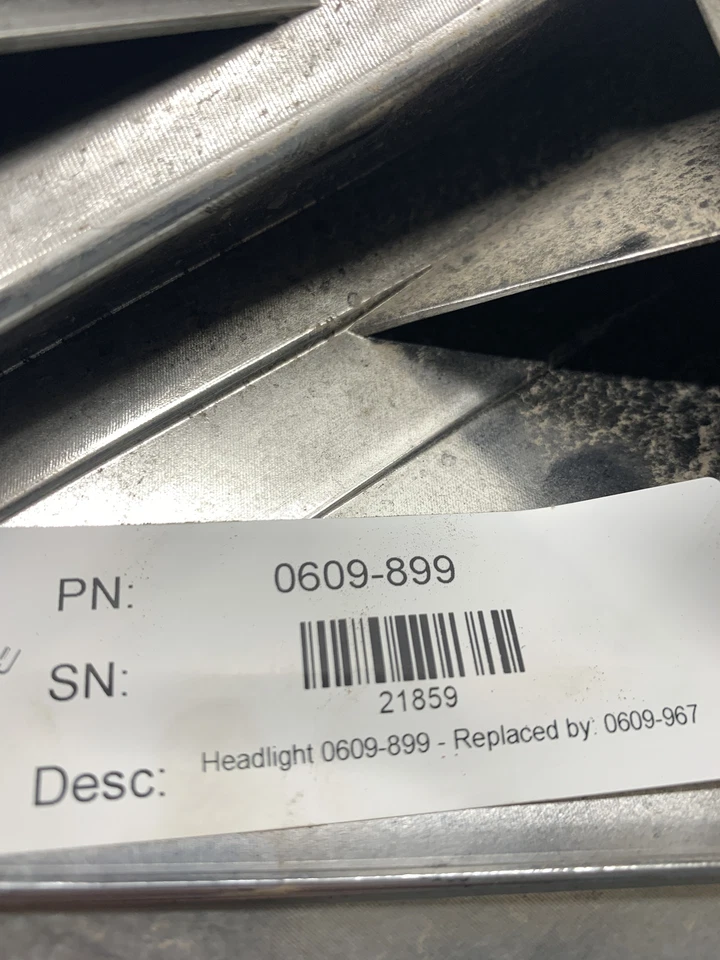 PN: 0609-899
SN: 21859
Desc: Headlight 0609-899 - Replaced by: 0609-967